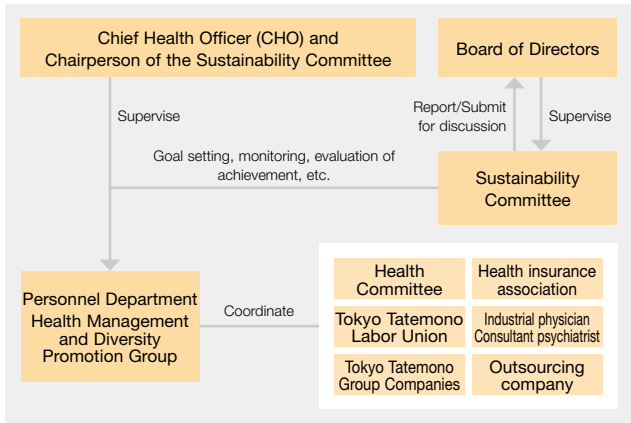 Chief Health Officer (CHO) and
Chairperson of the Sustainability Committee
Board of Directors
Supervise
Report/Submit
for discussion
Supervise
Goal setting, monitoring, evaluation of
achievement, etc.
Sustainability
Committee
Personnel Department
Health Management
and Diversity
Promotion Group
Coordinate
Health
Committee
Health insurance
association
Tokyo Tatemono
Labor Union
Industrial physician
Consultant psychiatrist
Tokyo Tatemono
Group Companies
Outsourcing
company